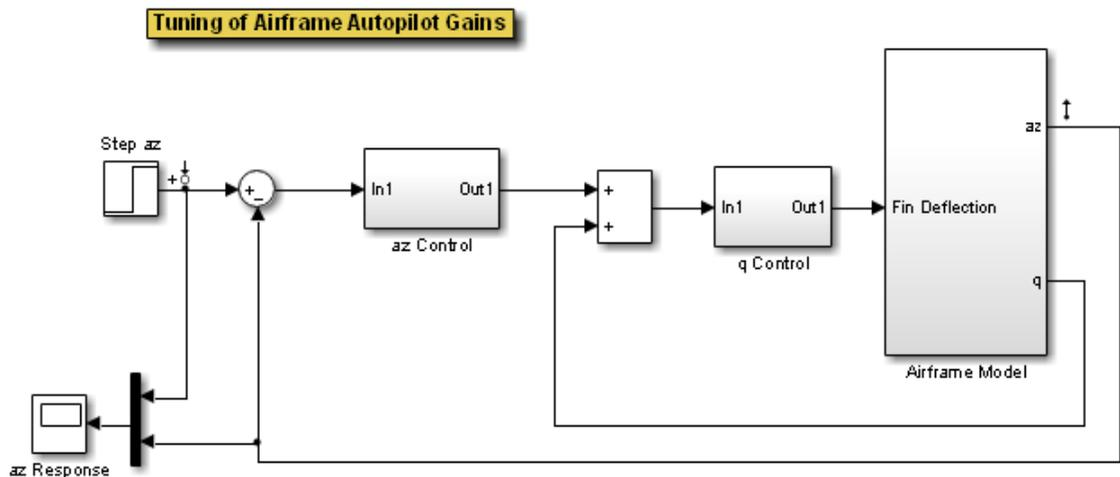 Tuning of Airframe Autopilot Gains
Step az
+
+
−
In1
Out1
az Control
+
+
In1
Out1
q Control
Fin Deflection
az
q
Airframe Model
az Response